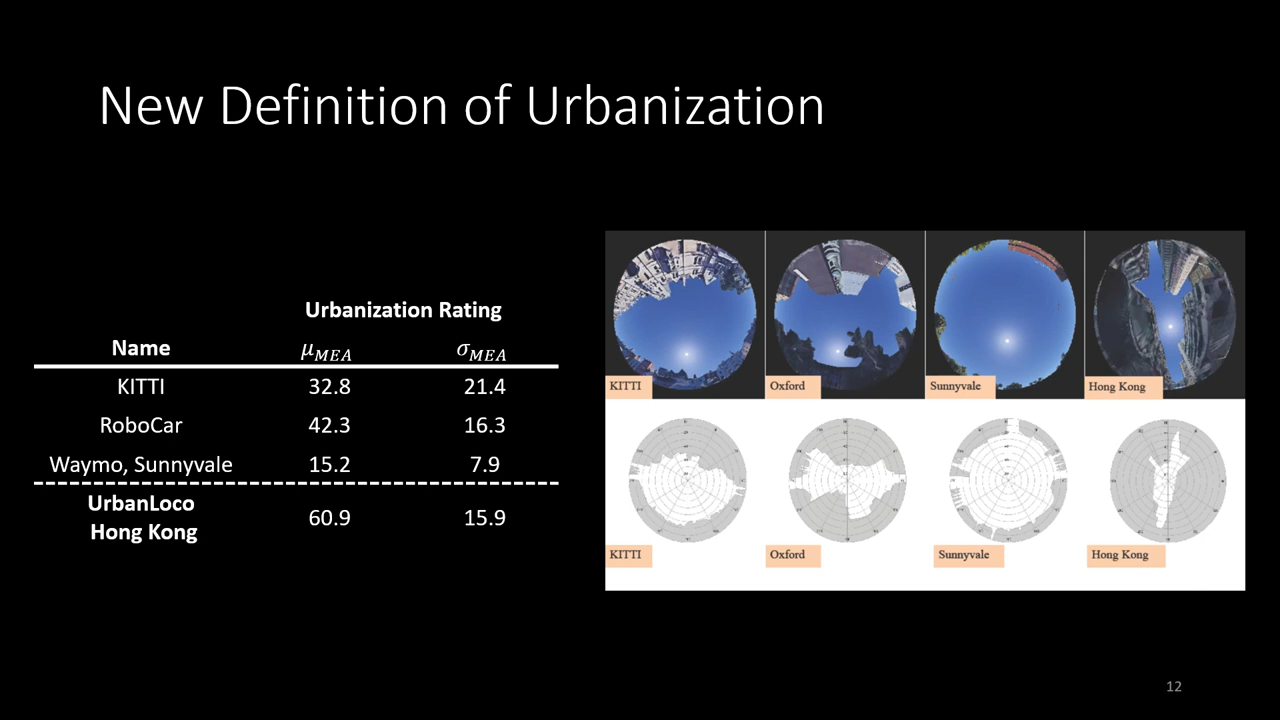 New Definition of Urbanization
Urbanization Rating
Name μMEA σMEA
KITTI 32.8 21.4
RoboCar 42.3 16.3
Waymo, Sunnyvale 15.2 7.9
UrbanLoco
Hong Kong 60.9 15.9
KITTI Oxford Sunnyvale Hong Kong
KITTI Oxford Sunnyvale Hong Kong
12